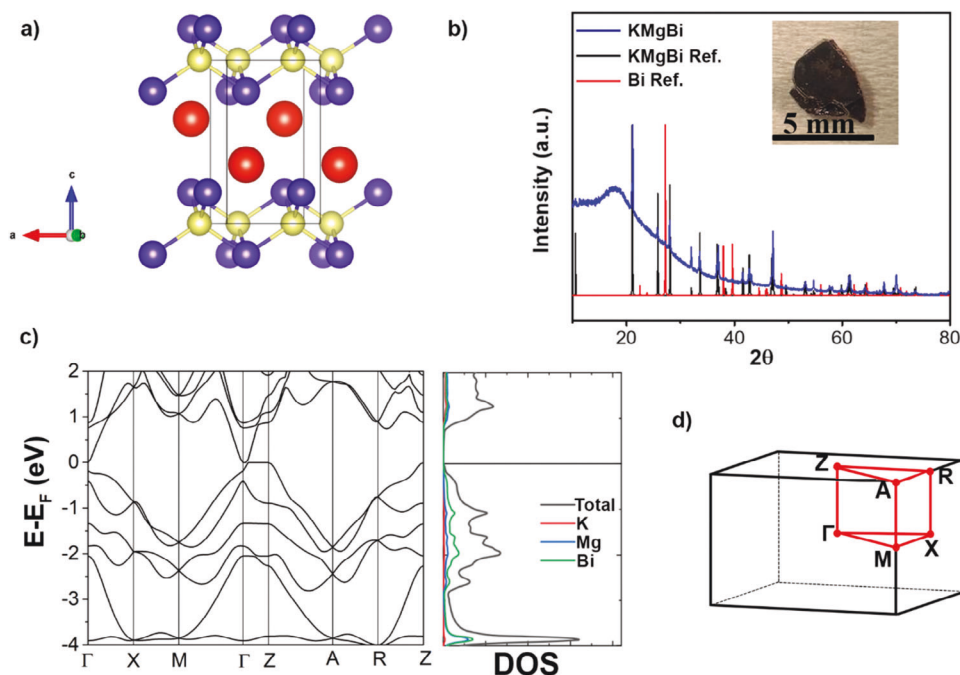 a)
c
a
b
b)
KMgBi
KMgBi Ref.
Bi Ref.
5 mm
Intensity (a.u.)
20
40
60
80
2θ
c)
E-E_F (eV)
2
1
0
-1
-2
-3
-4
Γ X M Γ Z A R Z
Total
K
Mg
Bi
DOS
d)
Z
R
A
Γ
X
M